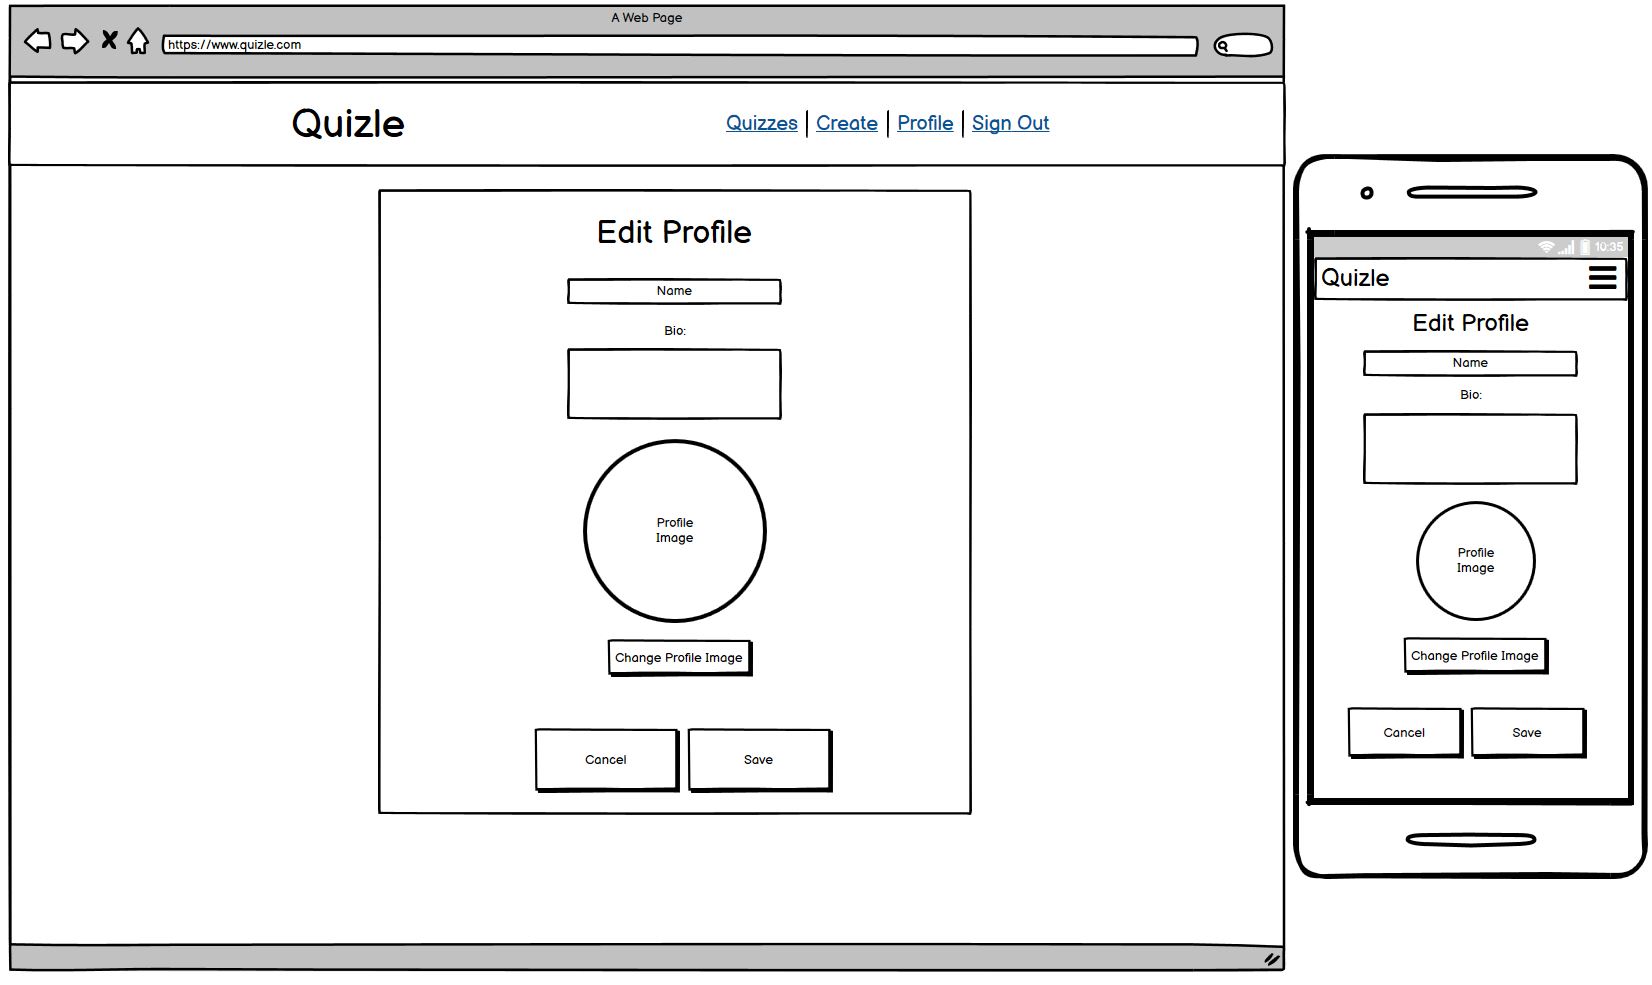 A Web Page
https://www.quizle.com
Quizle
Quizzes | Create | Profile | Sign Out
Edit Profile
Name
Bio:
Profile
Image
Change Profile Image
Cancel
Save
10:35
Quizle
Edit Profile
Name
Bio:
Profile
Image
Change Profile Image
Cancel
Save